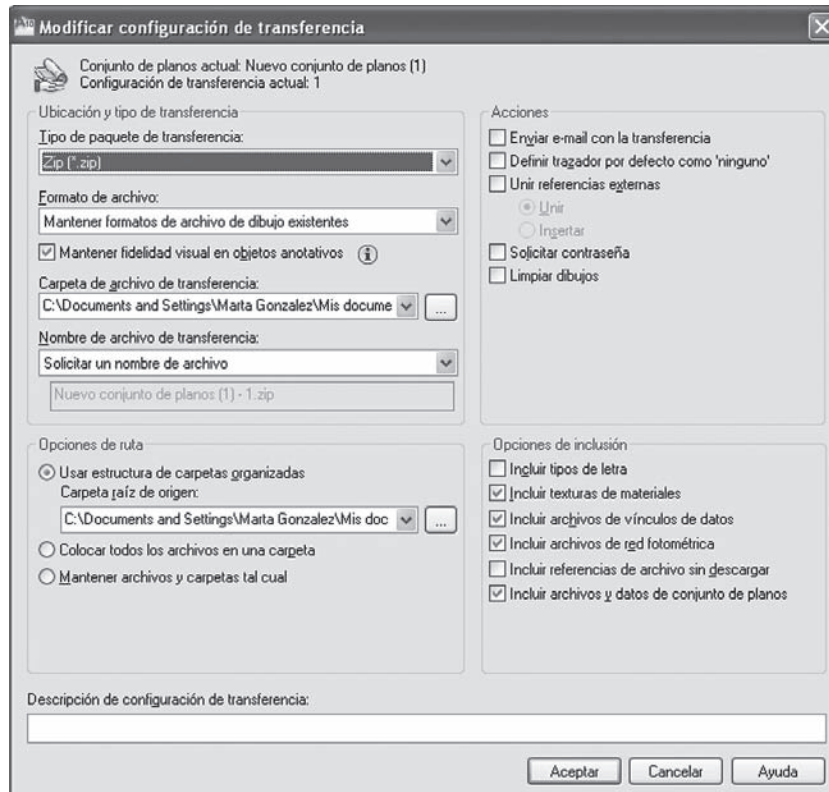 Modificar configuración de transferencia
Conjunto de planos actual: Nuevo conjunto de planos (1)
Configuración de transferencia actual: 1
Ubicación y tipo de transferencia
Tipo de paquete de transferencia:
Zip (*.zip)
Formato de archivo:
Mantener formatos de archivo de dibujo existentes
Mantener fidelidad visual en objetos anotativos
Carpeta de archivo de transferencia:
C:\Documents and Settings\Marta Gonzalez\Mis docume
...
Nombre de archivo de transferencia:
Solicitar un nombre de archivo
Nuevo conjunto de planos (1) - 1.zip
Acciones
Enviar e-mail con la transferencia
Definir trazador por defecto como 'ninguno'
Unir referencias externas
Unir
Insertar
Solicitar contraseña
Limpiar dibujos
Opciones de ruta
Usar estructura de carpetas organizadas
Carpeta raíz de origen:
C:\Documents and Settings\Marta Gonzalez\Mis doc
...
Colocar todos los archivos en una carpeta
Mantener archivos y carpetas tal cual
Opciones de inclusión
Incluir tipos de letra
Incluir texturas de materiales
Incluir archivos de vínculos de datos
Incluir archivos de red fotométrica
Incluir referencias de archivo sin descargar
Incluir archivos y datos de conjunto de planos
Descripción de configuración de transferencia:
Aceptar
Cancelar
Ayuda